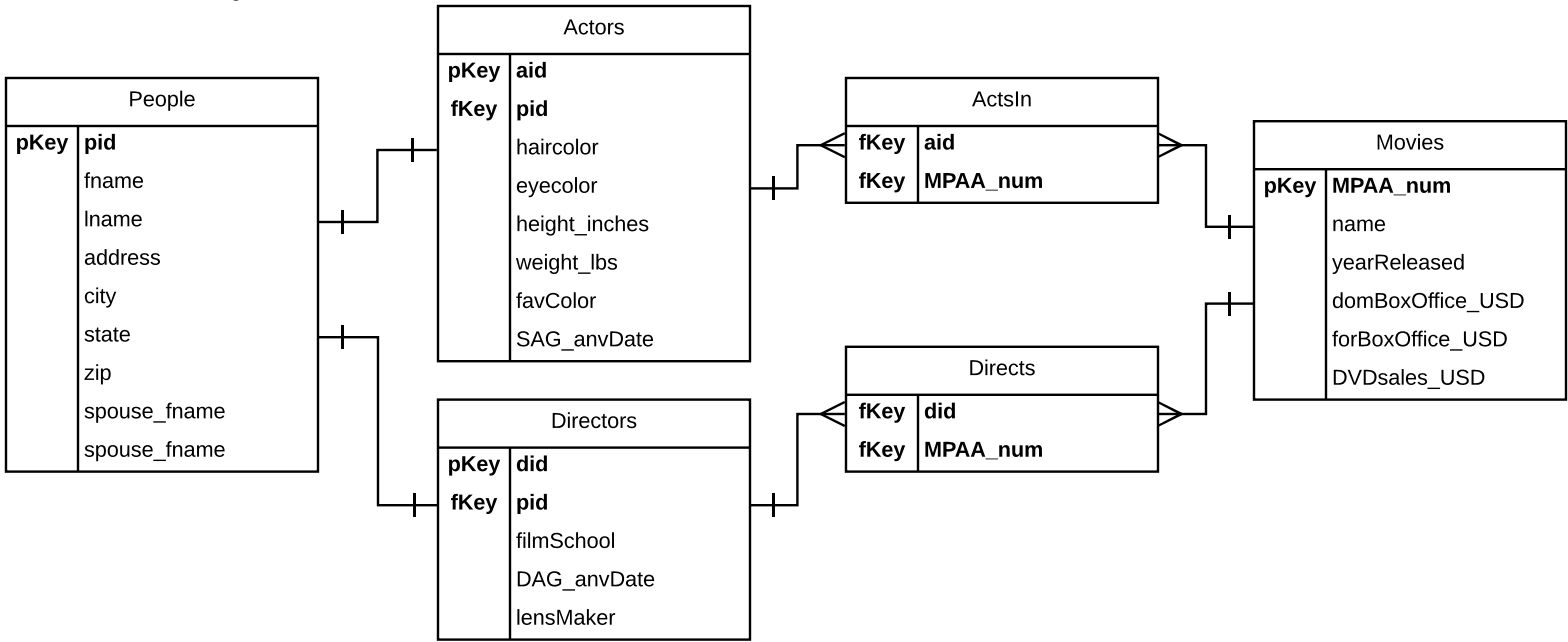 People
pKey pid
fname
lname
address
city
state
zip
spouse_fname
spouse_fname
Actors
pKey aid
fKey pid
haircolor
eyecolor
height_inches
weight_lbs
favColor
SAG_anvDate
Directors
pKey did
fKey pid
filmSchool
DAG_anvDate
lensMaker
ActsIn
fKey aid
fKey MPAA_num
Directs
fKey did
fKey MPAA_num
Movies
pKey MPAA_num
name
yearReleased
domBoxOffice_USD
forBoxOffice_USD
DVDsales_USD